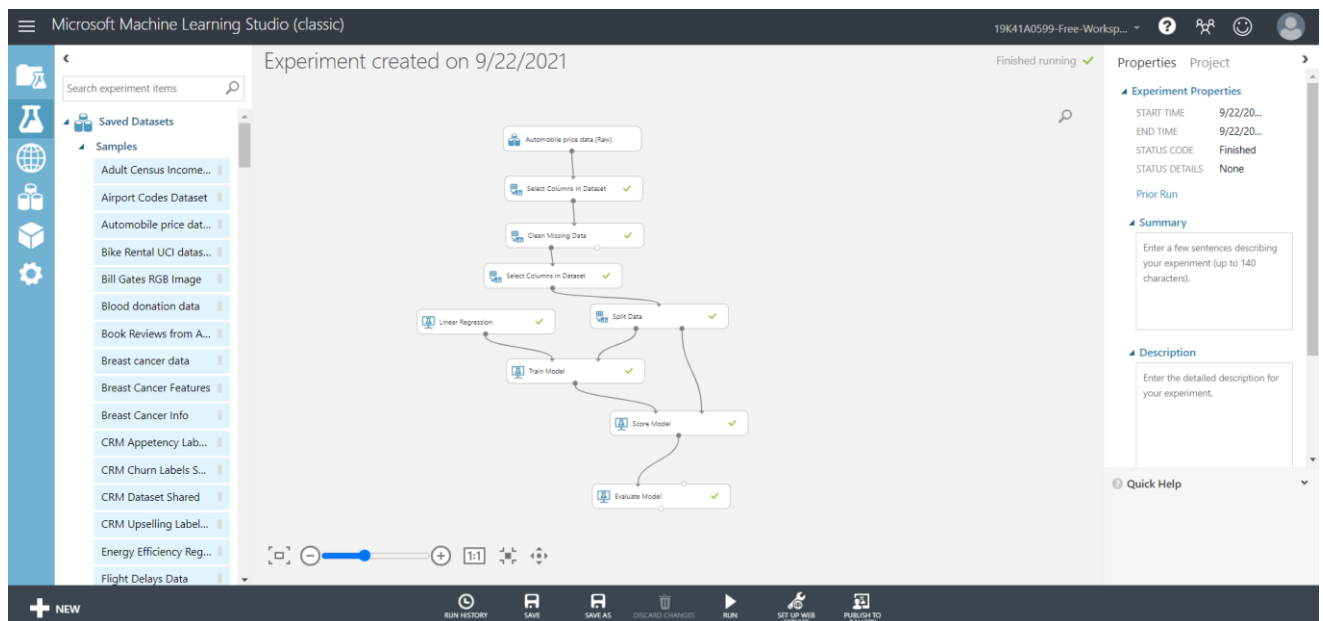 Microsoft Machine Learning Studio (classic)
19K41A0599-Free-Worksp...
Search experiment items
Saved Datasets
Samples
Adult Census Income...
Airport Codes Dataset
Automobile price dat...
Bike Rental UCI datas...
Bill Gates RGB Image
Blood donation data
Book Reviews from A...
Breast cancer data
Breast Cancer Features
Breast Cancer Info
CRM Appetency Lab...
CRM Churn Labels S...
CRM Dataset Shared
CRM Upselling Label...
Energy Efficiency Reg...
Flight Delays Data
Experiment created on 9/22/2021
Finished running
Automobile price data (Raw)
Select Columns in Dataset
Clean Missing Data
Select Columns in Dataset
Linear Regression
Split Data
Train Model
Score Model
Evaluate Model
1:1
Properties Project
Experiment Properties
START TIME 9/22/20...
END TIME 9/22/20...
STATUS CODE Finished
STATUS DETAILS None
Prior Run
Summary
Enter a few sentences describing
your experiment (up to 140
characters).
Description
Enter the detailed description for
your experiment.
Quick Help
NEW
RUN HISTORY
SAVE
SAVE AS
DISCARD CHANGES
RUN
SET UP WEB
SERVICE
PUBLISH TO
GALLERY